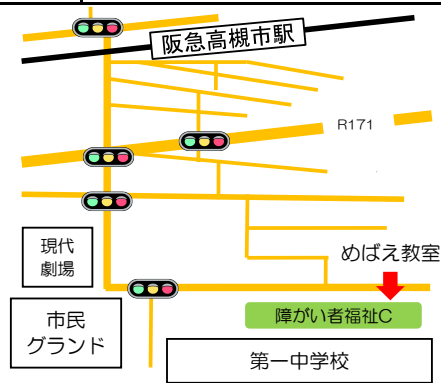 阪急高槻市駅
R171
現代
劇場
めばえ教室
市民
グランド
障がい者福祉C
第一中学校